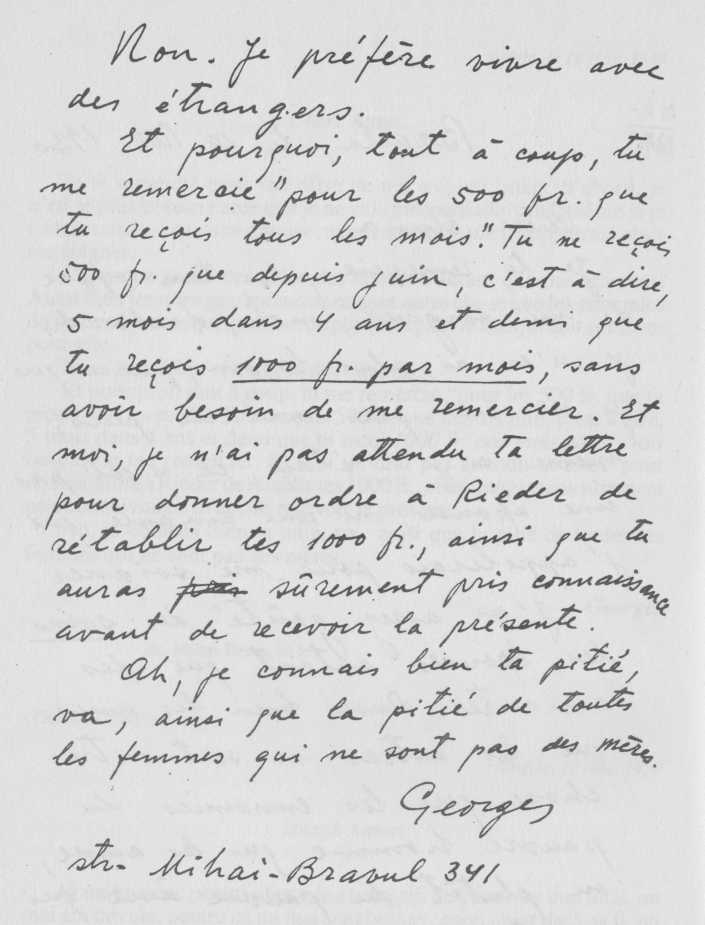 Non. Je préfère vivre avec
des étrangers.
Et pourquoi, tout à coup, tu
me remercie "pour les 500 fr. que
tu reçois tous les mois". Tu ne reçois
500 fr. que depuis juin, c'est à dire,
5 mois dans 4 ans et demi que
tu reçois 1000 fr. par mois, sans
avoir besoin de me remercier. Et
moi, je n'ai pas attendu ta lettre
pour donner ordre à Rieder de
rétablir tes 1000 fr., ainsi que tu
auras pris sûrement pris connaissance
avant de recevoir la présente.
Ah, je connais bien ta pitié,
va, ainsi que la pitié de toutes
les femmes qui ne sont pas des mères.
Georges
str. Mihai-Bravul 341